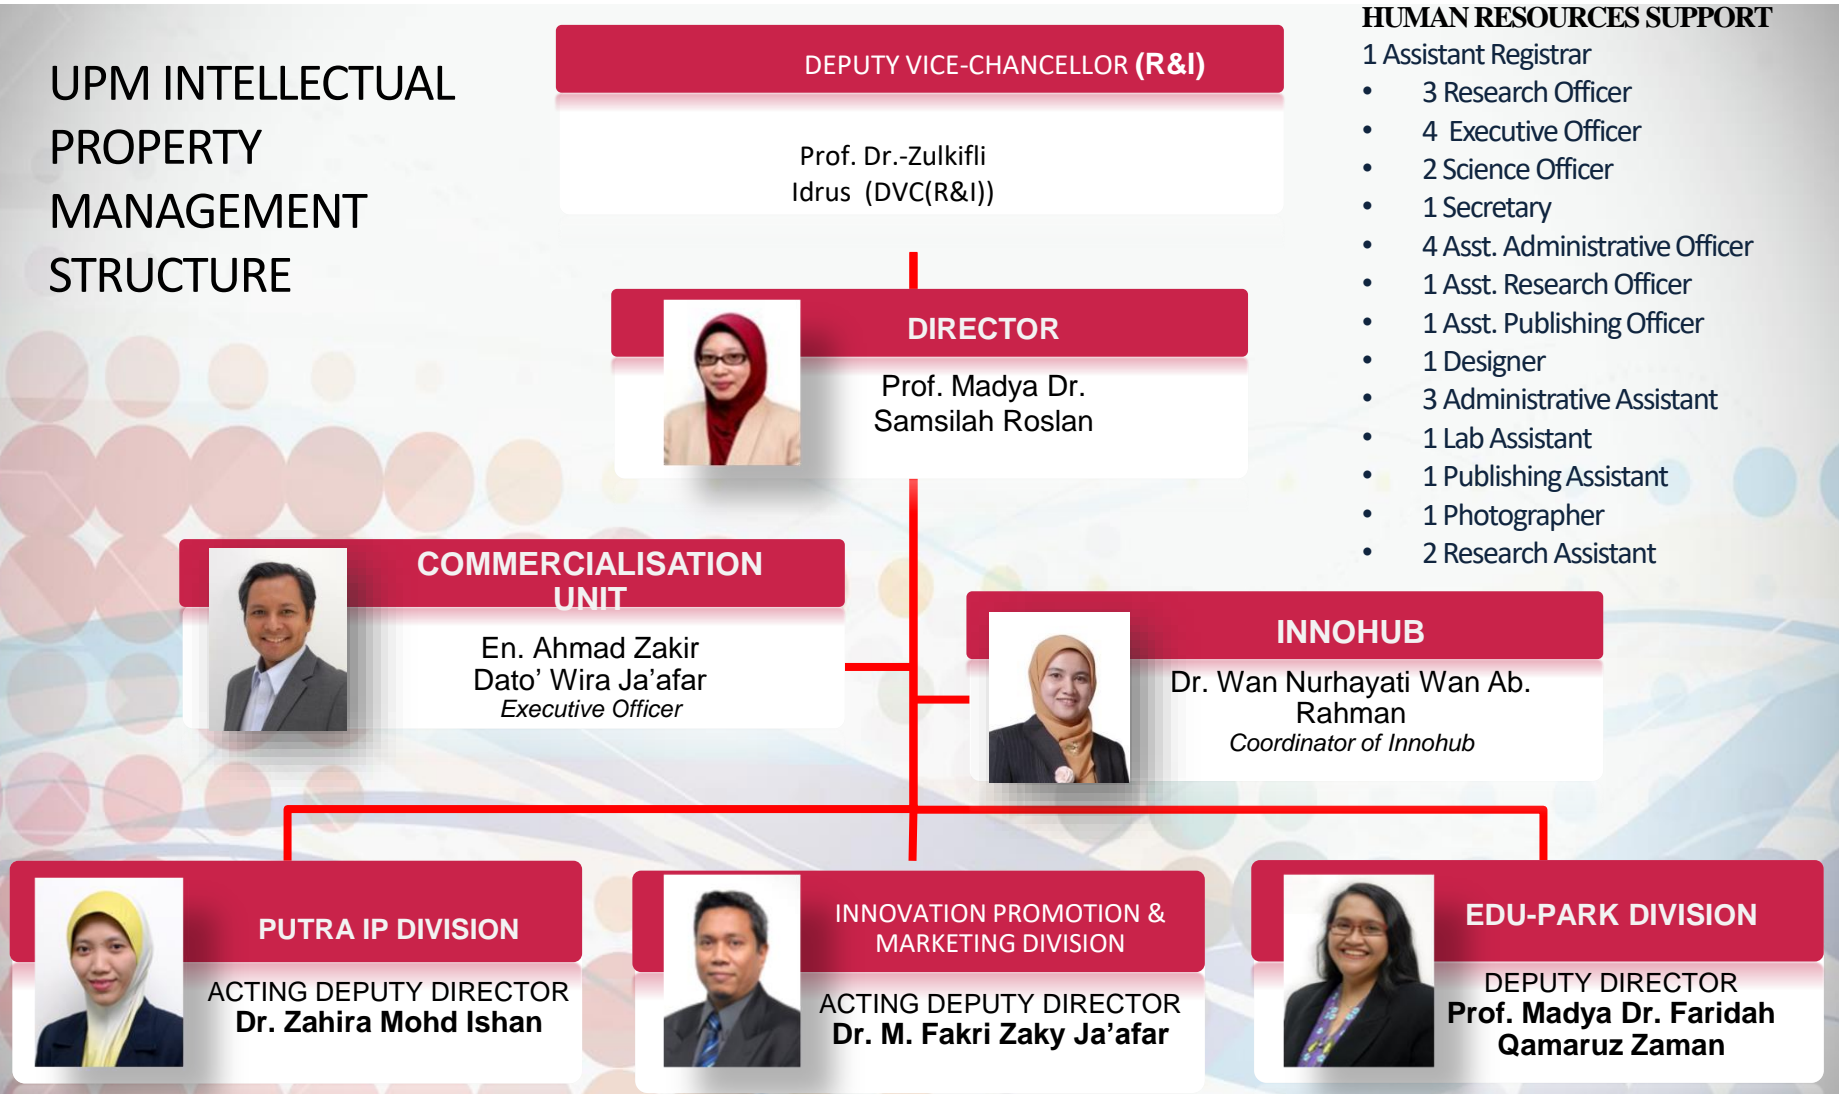 UPM INTELLECTUAL
PROPERTY
MANAGEMENT
STRUCTURE
DEPUTY VICE-CHANCELLOR (R&I)
Prof. Dr.-Zulkifli
Idrus (DVC(R&I))
HUMAN RESOURCES SUPPORT
1 Assistant Registrar
• 3 Research Officer
• 4 Executive Officer
• 2 Science Officer
• 1 Secretary
• 4 Asst. Administrative Officer
• 1 Asst. Research Officer
• 1 Asst. Publishing Officer
• 1 Designer
• 3 Administrative Assistant
• 1 Lab Assistant
• 1 Publishing Assistant
• 1 Photographer
• 2 Research Assistant
DIRECTOR
Prof. Madya Dr.
Samsilah Roslan
COMMERCIALISATION
UNIT
En. Ahmad Zakir
Dato’ Wira Ja’afar
Executive Officer
INNOHUB
Dr. Wan Nurhayati Wan Ab.
Rahman
Coordinator of Innohub
PUTRA IP DIVISION
ACTING DEPUTY DIRECTOR
Dr. Zahira Mohd Ishan
INNOVATION PROMOTION &
MARKETING DIVISION
ACTING DEPUTY DIRECTOR
Dr. M. Fakri Zaky Ja’afar
EDU-PARK DIVISION
DEPUTY DIRECTOR
Prof. Madya Dr. Faridah
Qamaruz Zaman